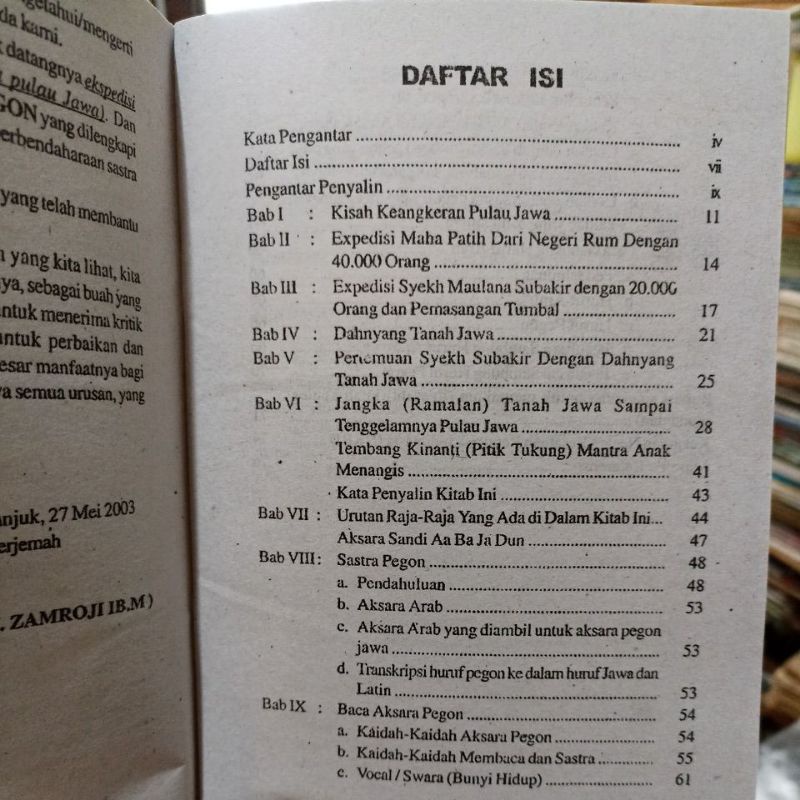 getahui/mengerti
da kami.
datangnya ekspedisi
pulau Jawa). Dan
GON yang dilengkapi
erbendaharaan sastra
yang telah membantu
yang kita lihat, kita
nya, sebagai buah yang
ntuk menerima kritik
untuk perbaikan dan
esar manfaatnya bagi
a semua urusan, yang
anjuk, 27 Mei 2003
erjemah
. ZAMROJI IB.M )
DAFTAR ISI
Kata Pengantar ........ iv
Daftar Isi ........ vii
Pengantar Penyalin ........ ix
Bab I : Kisah Keangkeran Pulau Jawa ........ 11
Bab II : Expedisi Maha Patih Dari Negeri Rum Dengan
40.000 Orang ........ 14
Bab III : Expedisi Syekh Maulana Subakir dengan 20.000
Orang dan Pemasangan Tumbal ........ 17
Bab IV : Dahnyang Tanah Jawa ........ 21
Bab V : Penemuan Syekh Subakir Dengan Dahnyang
Tanah Jawa ........ 25
Bab VI : Jangka (Ramalan) Tanah Jawa Sampai
Tenggelamnya Pulau Jawa ........ 28
Tembang Kinanti (Pitik Tukung) Mantra Anak
Menangis ........ 41
Kata Penyalin Kitab Ini ........ 43
Bab VII : Urutan Raja-Raja Yang Ada di Dalam Kitab Ini... 44
Aksara Sandi Aa Ba Ja Dun ........ 47
Bab VIII : Sastra Pegon ........ 48
a. Pendahuluan ........ 48
b. Aksara Arab ........ 53
c. Aksara Arab yang diambil untuk aksara pegon
jawa ........ 53
d. Transkripsi huruf pegon ke dalam huruf Jawa dan
Latin ........ 53
Bab IX : Baca Aksara Pegon ........ 54
a. Kaidah-Kaidah Aksara Pegon ........ 54
b. Kaidah-Kaidah Membaca dan Sastra ........ 55
c. Vocal / Swara (Bunyi Hidup) ........ 61